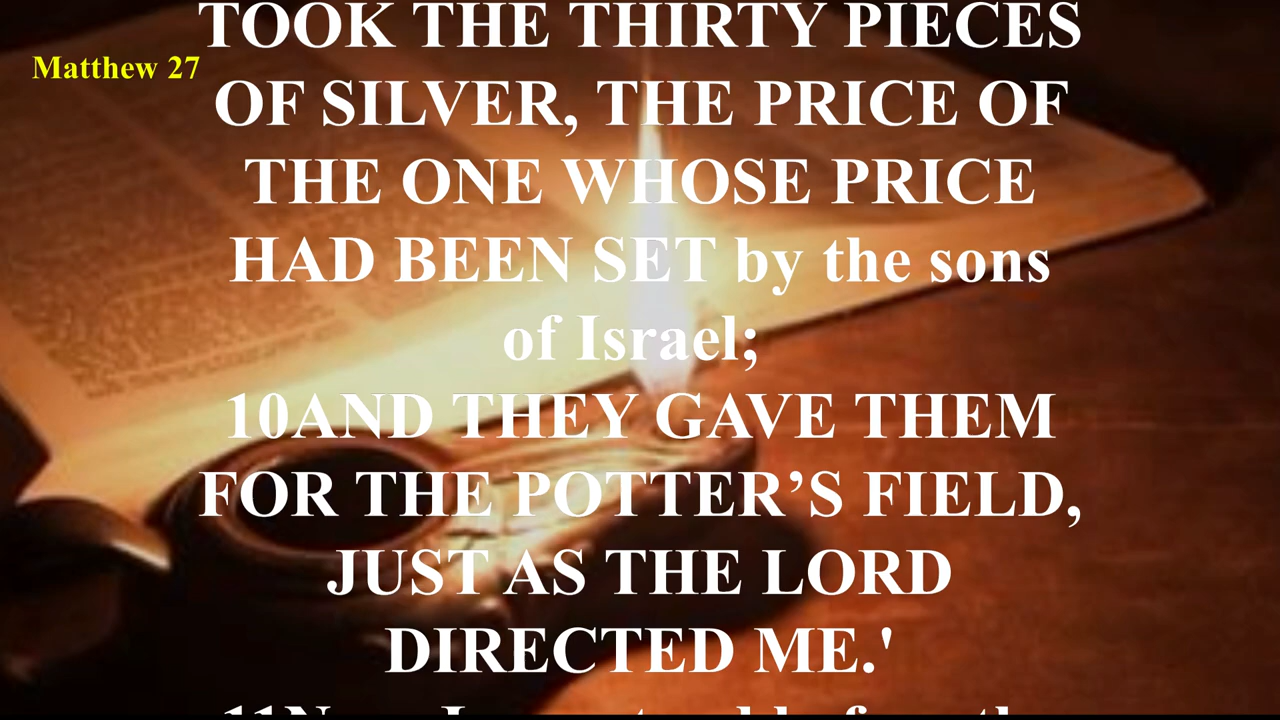 TOOK THE THIRTY PIECES
Matthew 27
OF SILVER, THE PRICE OF
THE ONE WHOSE PRICE
HAD BEEN SET by the sons
of Israel;
10AND THEY GAVE THEM
FOR THE POTTER’S FIELD,
JUST AS THE LORD
DIRECTED ME.'